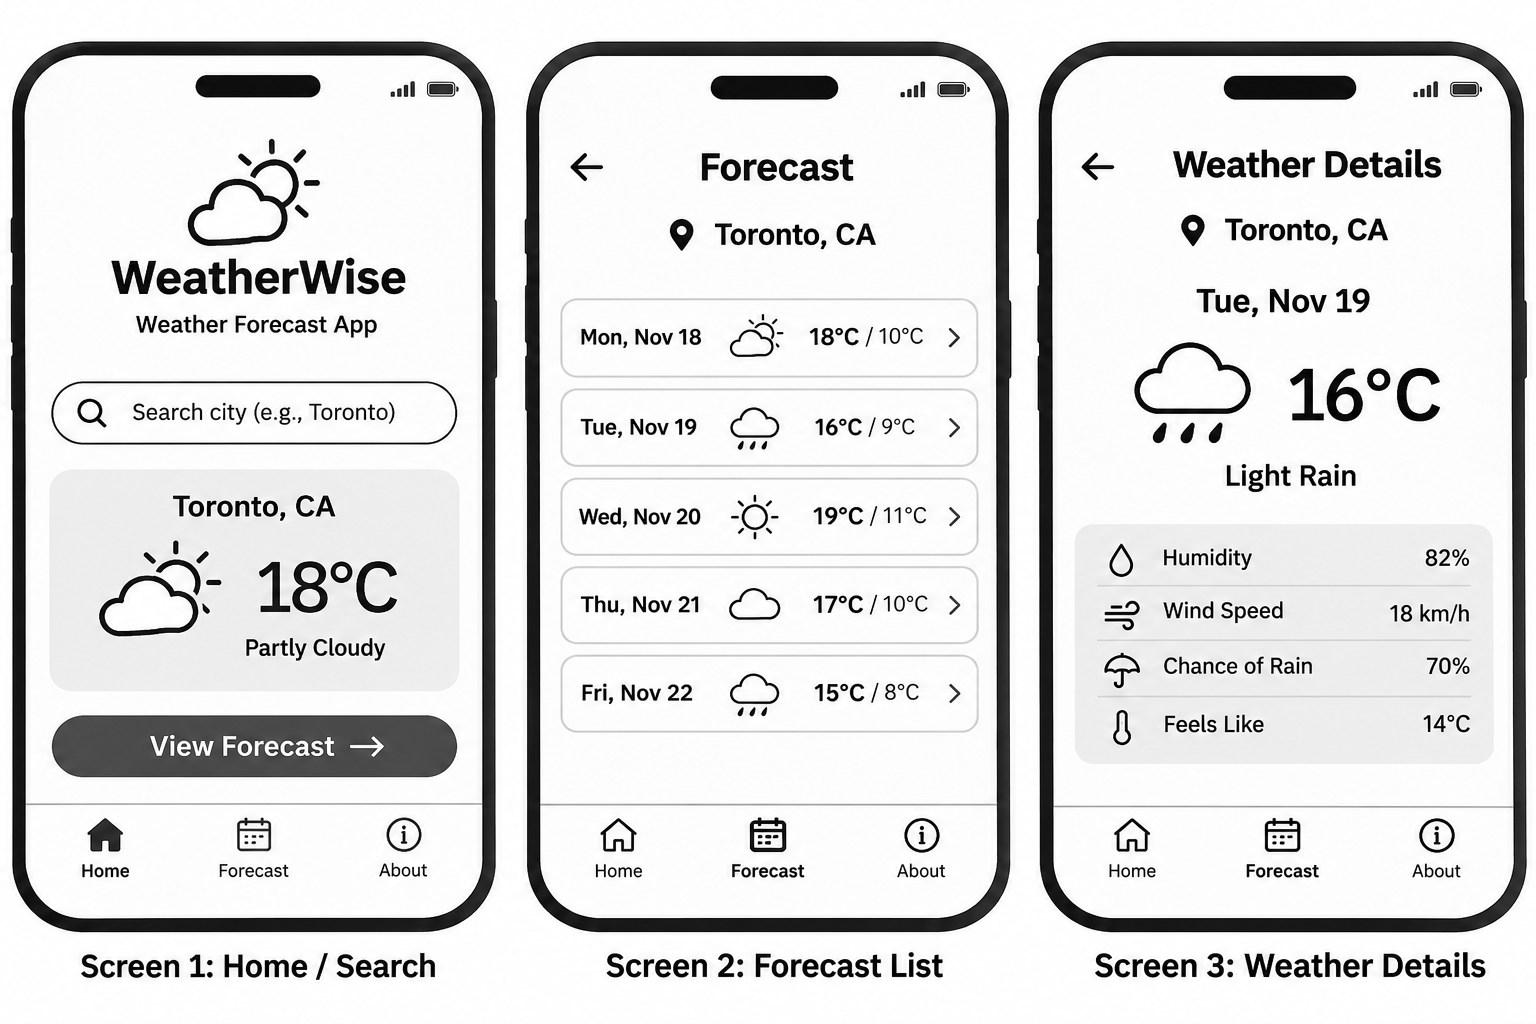 WeatherWise
Weather Forecast App
Search city (e.g., Toronto)
Toronto, CA
18°C
Partly Cloudy
View Forecast
Home
Forecast
About
Screen 1: Home / Search
Forecast
Toronto, CA
Mon, Nov 18 18°C / 10°C
Tue, Nov 19 16°C / 9°C
Wed, Nov 20 19°C / 11°C
Thu, Nov 21 17°C / 10°C
Fri, Nov 22 15°C / 8°C
Home
Forecast
About
Screen 2: Forecast List
Weather Details
Toronto, CA
Tue, Nov 19
16°C
Light Rain
Humidity 82%
Wind Speed 18 km/h
Chance of Rain 70%
Feels Like 14°C
Home
Forecast
About
Screen 3: Weather Details